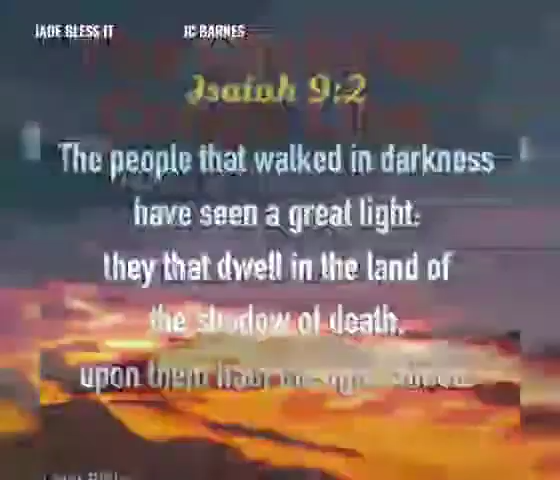 JADE BLESS IT JC BARNES
Isaiah 9:2
The people that walked in darkness
have seen a great light:
they that dwell in the land of
the shadow of death,
upon them hath the light